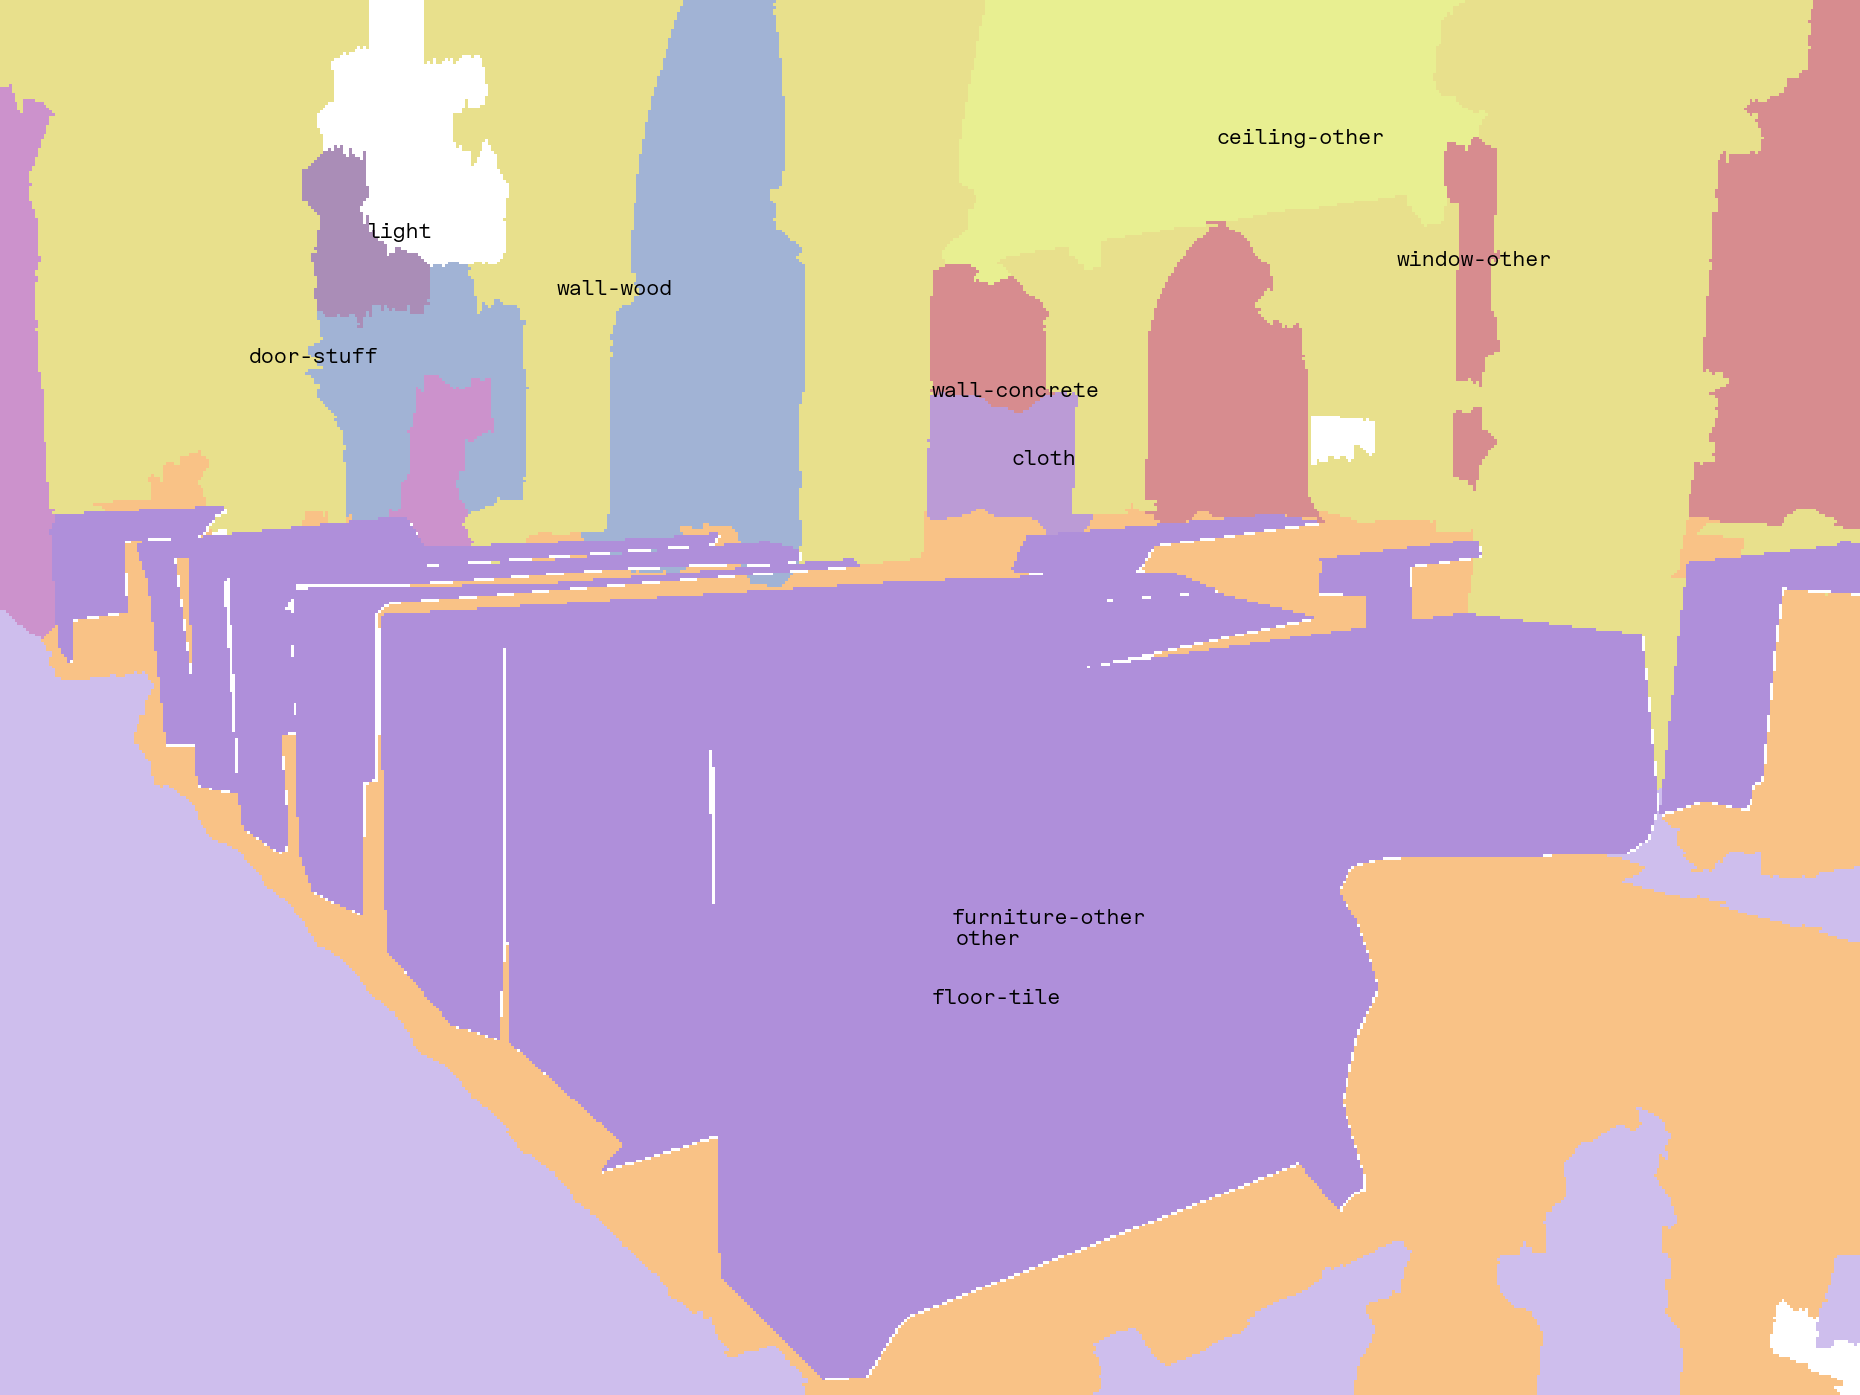 ceiling-other
light
window-other
wall-wood
door-stuff
wall-concrete
cloth
furniture-other
other
floor-tile